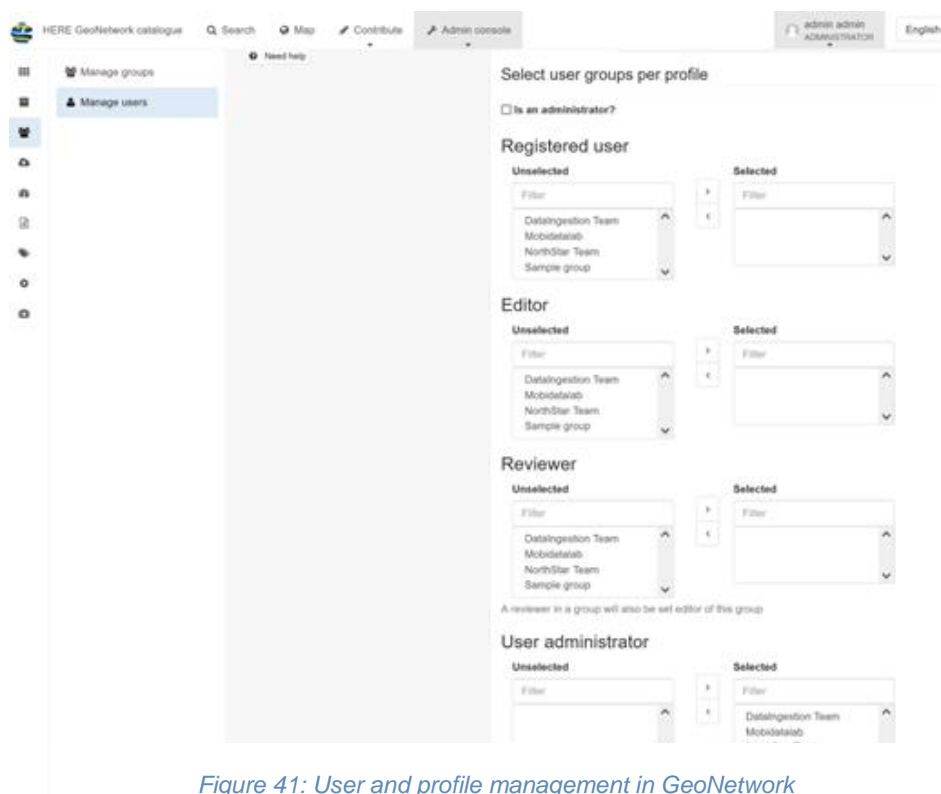 HERE GeoNetwork catalogue Search Map Contribute Admin console admin admin English
ADMINISTRATOR
Need help
Manage groups
Manage users
Select user groups per profile
Is an administrator?
Registered user
Unselected Selected
Filter Filter
DataIngestion Team
Mobidatalab
NorthStar Team
Sample group
Editor
Unselected Selected
Filter Filter
DataIngestion Team
Mobidatalab
NorthStar Team
Sample group
Reviewer
Unselected Selected
Filter Filter
DataIngestion Team
Mobidatalab
NorthStar Team
Sample group
A reviewer in a group will also be set editor of this group
User administrator
Unselected Selected
Filter Filter
DataIngestion Team
Mobidatalab
Figure 41: User and profile management in GeoNetwork